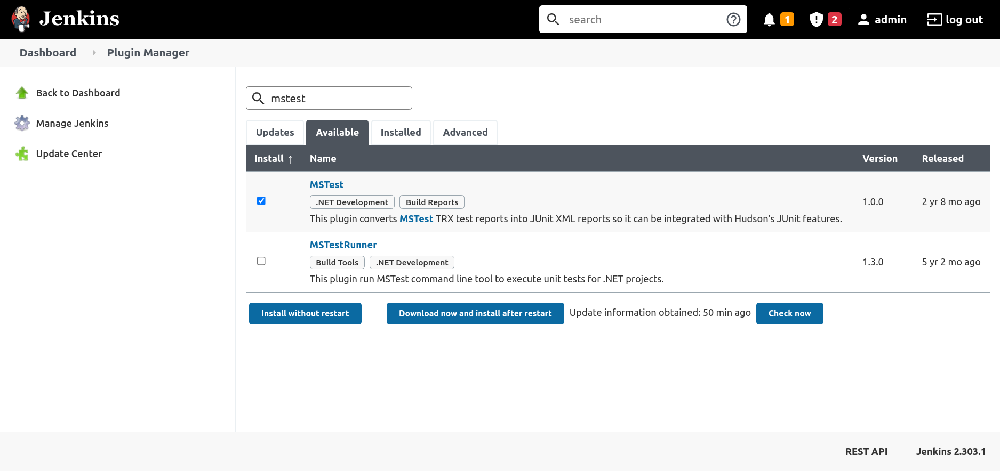 Jenkins
search
1
2
admin
log out
Dashboard
Plugin Manager
Back to Dashboard
Manage Jenkins
Update Center
mstest
Updates
Available
Installed
Advanced
Install ↑ Name Version Released
MSTest
.NET Development Build Reports
1.0.0 2 yr 8 mo ago
This plugin converts MSTest TRX test reports into JUnit XML reports so it can be integrated with Hudson's JUnit features.
MSTestRunner
Build Tools .NET Development
1.3.0 5 yr 2 mo ago
This plugin run MSTest command line tool to execute unit tests for .NET projects.
Install without restart
Download now and install after restart
Update information obtained: 50 min ago
Check now
REST API
Jenkins 2.303.1